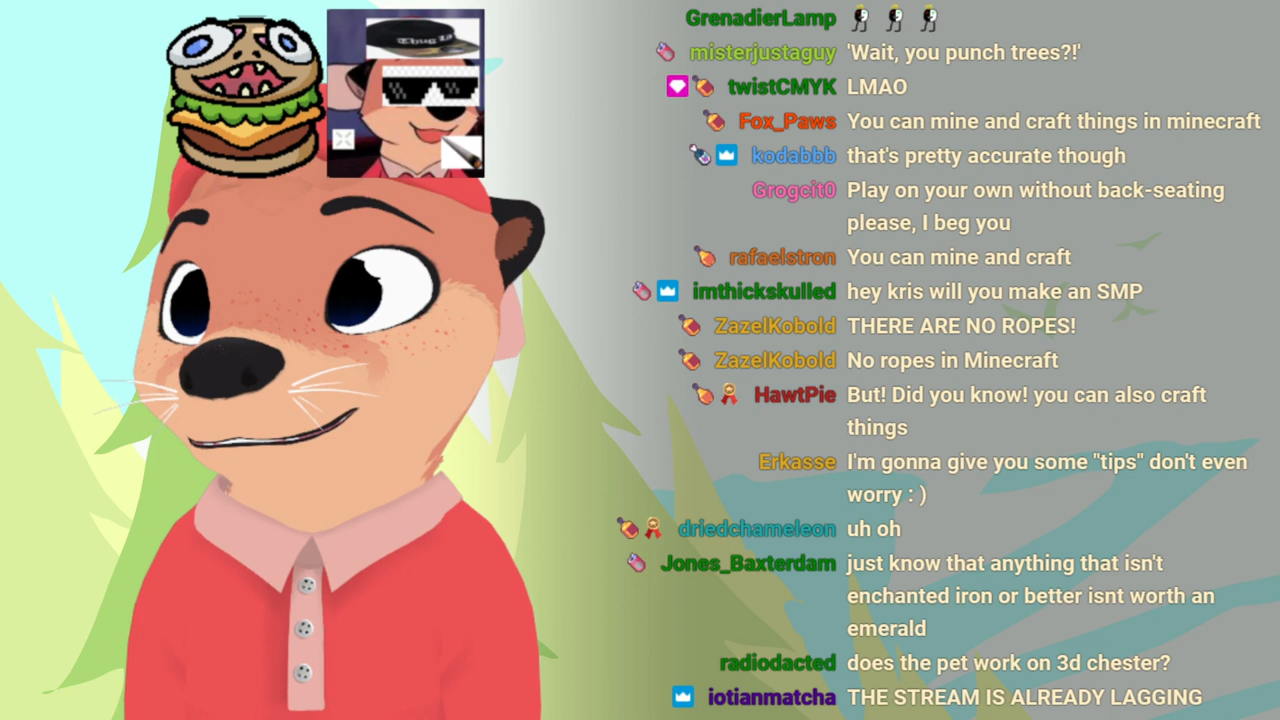 Thug Li
GrenadierLamp
misterjustaguy 'Wait, you punch trees?!'
twistCMYK LMAO
Fox_Paws You can mine and craft things in minecraft
kodabbb that's pretty accurate though
Grogcit0 Play on your own without back-seating
please, I beg you
rafaelstron You can mine and craft
imthickskulled hey kris will you make an SMP
ZazelKobold THERE ARE NO ROPES!
ZazelKobold No ropes in Minecraft
HawtPie But! Did you know! you can also craft
things
Erkasse I'm gonna give you some "tips" don't even
worry : )
driedchameleon uh oh
Jones_Baxterdam just know that anything that isn't
enchanted iron or better isnt worth an
emerald
radiodacted does the pet work on 3d chester?
iotianmatcha THE STREAM IS ALREADY LAGGING